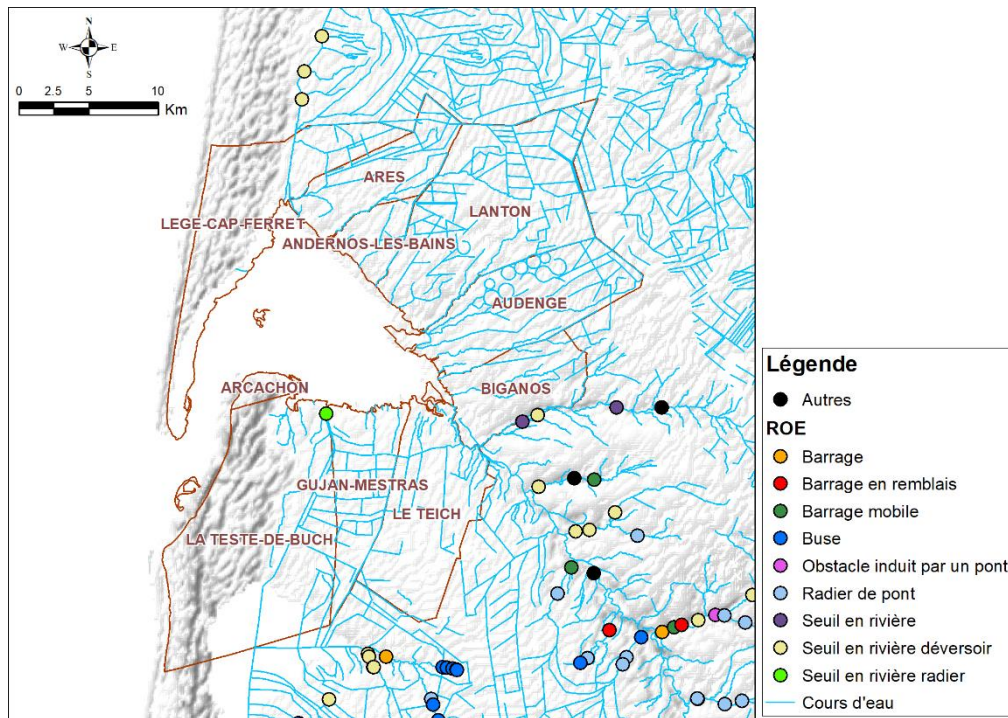 N
W E
S
0 2.5 5 10
Km
ARES
LANTON
LEGE-CAP-FERRET
ANDERNOS-LES-BAINS
AUDENGE
ARCACHON
BIGANOS
GUJAN-MESTRAS
LE TEICH
LA TESTE-DE-BUCH
Légende
Autres
ROE
Barrage
Barrage en remblais
Barrage mobile
Buse
Obstacle induit par un pont
Radier de pont
Seuil en rivière
Seuil en rivière déversoir
Seuil en rivière radier
Cours d'eau